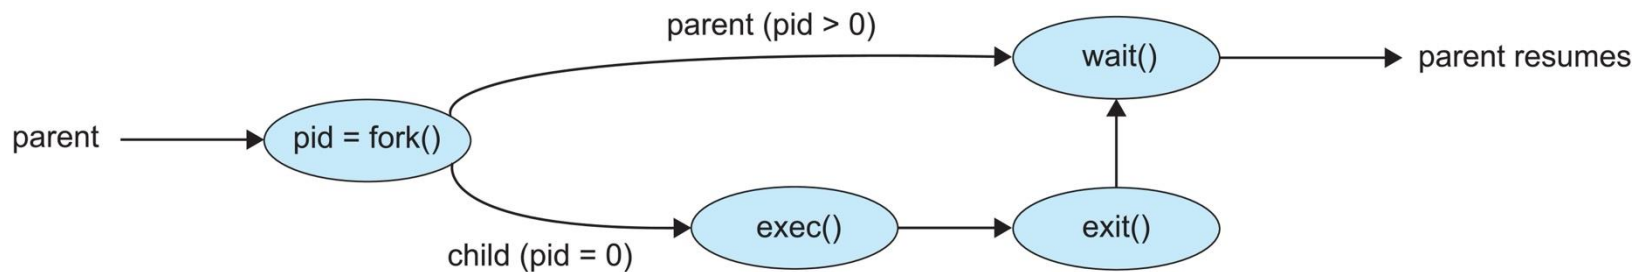 parent (pid > 0)
wait()
parent resumes
parent
pid = fork()
exec()
exit()
child (pid = 0)